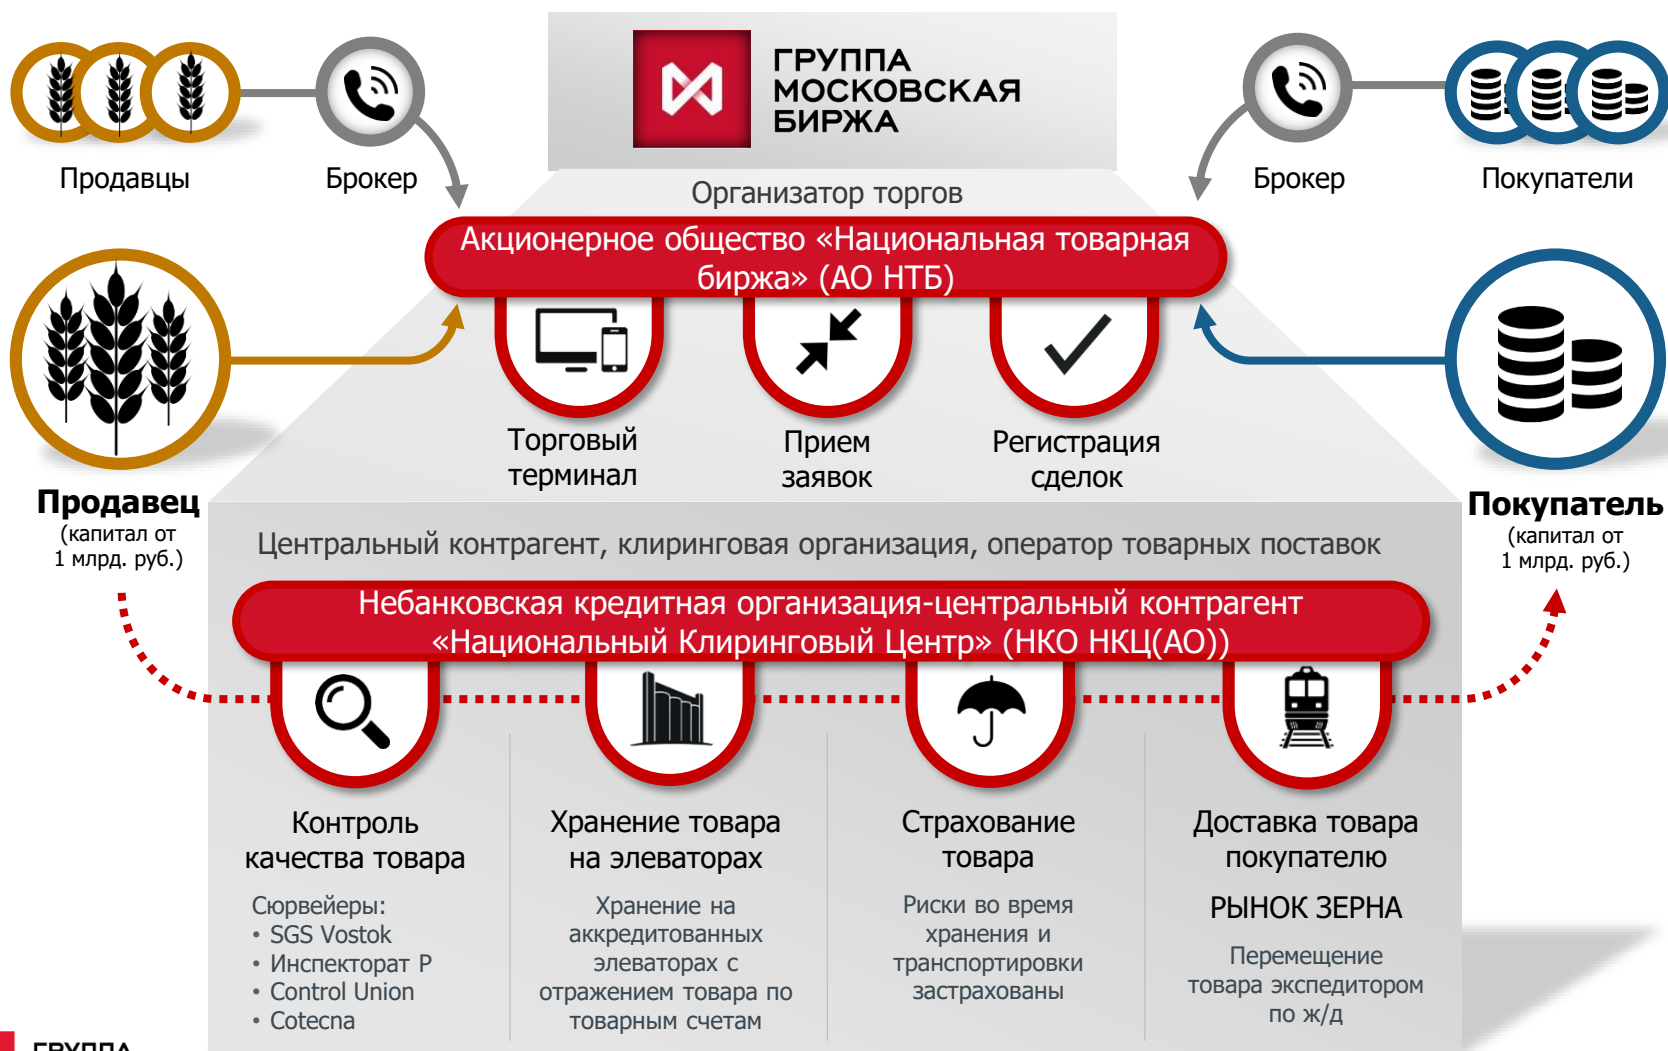 ГРУППА
МОСКОВСКАЯ
БИРЖА
Продавцы
Брокер
Брокер
Покупатели
Организатор торгов
Акционерное общество «Национальная товарная
биржа» (АО НТБ)
Торговый
терминал
Прием
заявок
Регистрация
сделок
Продавец
(капитал от
1 млрд. руб.)
Покупатель
(капитал от
1 млрд. руб.)
Центральный контрагент, клиринговая организация, оператор товарных поставок
Небанковская кредитная организация-центральный контрагент
«Национальный Клиринговый Центр» (НКО НКЦ(АО))
Контроль
качества товара
Сюрвейеры:
• SGS Vostok
• Инспекторат Р
• Control Union
• Cotecna
Хранение товара
на элеваторах
Хранение на
аккредитованных
элеваторах с
отражением товара по
товарным счетам
Страхование
товара
Риски во время
хранения и
транспортировки
застрахованы
Доставка товара
покупателю
РЫНОК ЗЕРНА
Перемещение
товара экспедитором
по ж/д
ГРУППА